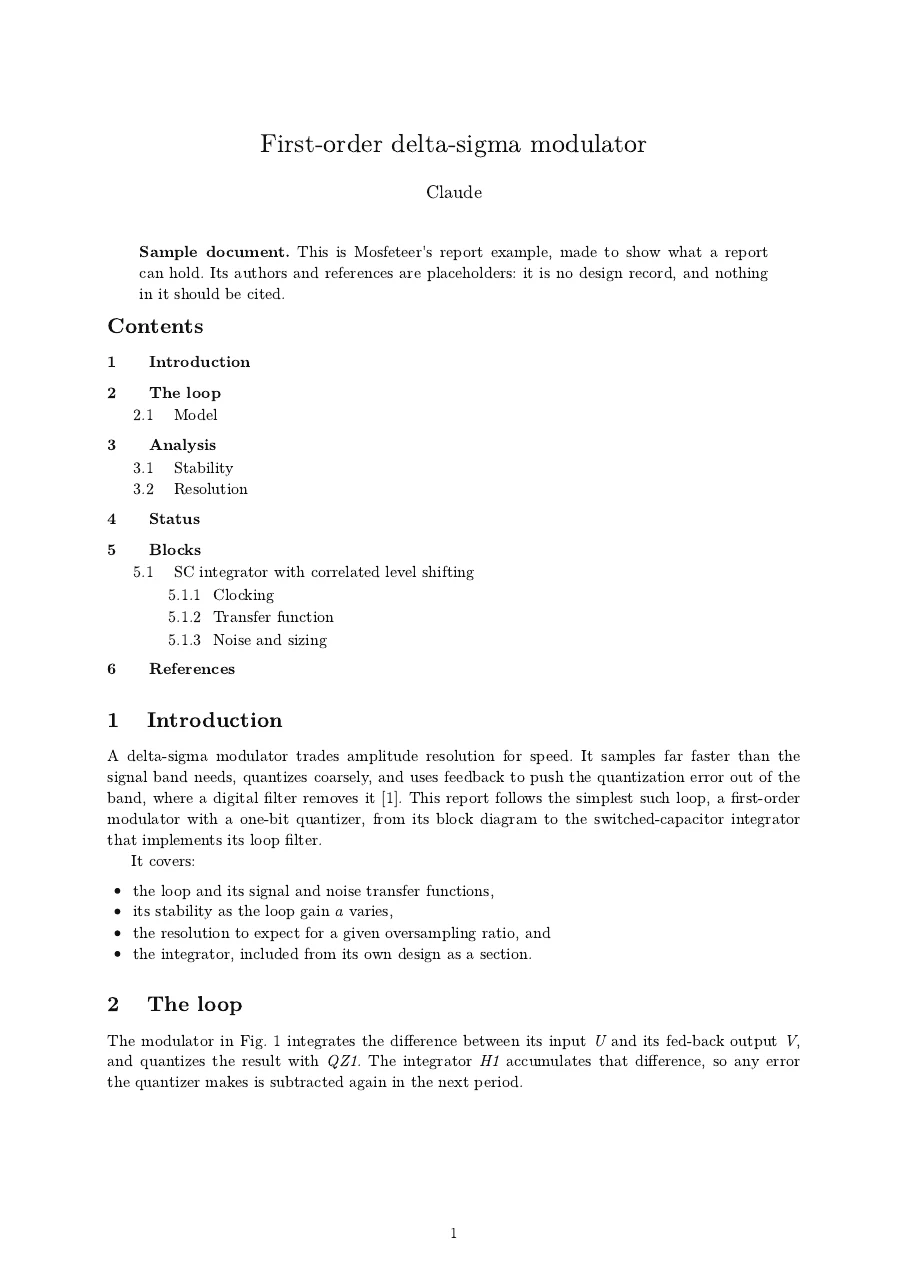 First-order delta-sigma modulator
Claude
Sample document. This is Mosfeteer's report example, made to show what a report
can hold. Its authors and references are placeholders: it is no design record, and nothing
in it should be cited.
Contents
1 Introduction
2 The loop
2.1 Model
3 Analysis
3.1 Stability
3.2 Resolution
4 Status
5 Blocks
5.1 SC integrator with correlated level shifting
5.1.1 Clocking
5.1.2 Transfer function
5.1.3 Noise and sizing
6 References
1 Introduction
A delta-sigma modulator trades amplitude resolution for speed. It samples far faster than the
signal band needs, quantizes coarsely, and uses feedback to push the quantization error out of the
band, where a digital filter removes it [1]. This report follows the simplest such loop, a first-order
modulator with a one-bit quantizer, from its block diagram to the switched-capacitor integrator
that implements its loop filter.
It covers:
• the loop and its signal and noise transfer functions,
• its stability as the loop gain a varies,
• the resolution to expect for a given oversampling ratio, and
• the integrator, included from its own design as a section.
2 The loop
The modulator in Fig. 1 integrates the difference between its input U and its fed-back output V,
and quantizes the result with QZ1. The integrator H1 accumulates that difference, so any error
the quantizer makes is subtracted again in the next period.
1